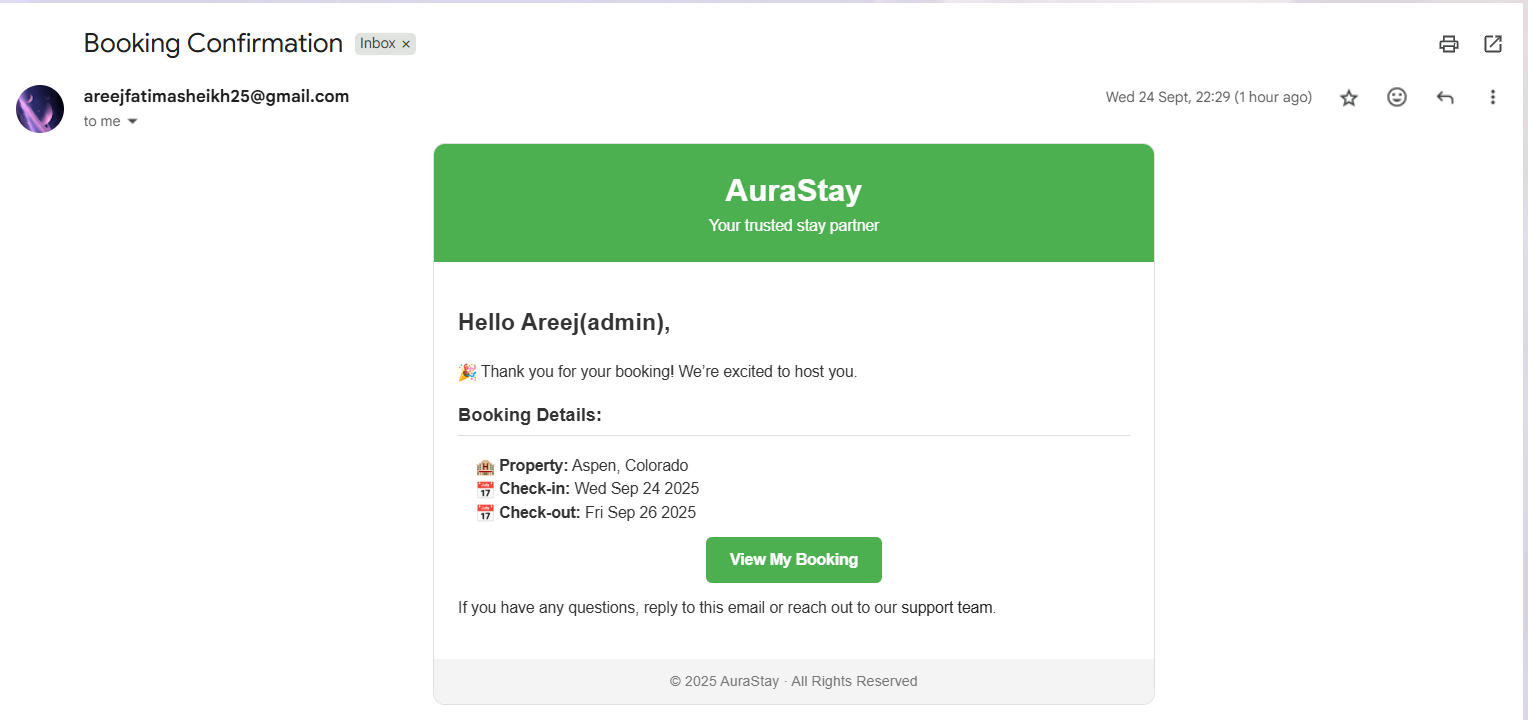 Booking Confirmation Inbox ×
areejfatimasheikh25@gmail.com Wed 24 Sept, 22:29 (1 hour ago)
to me
AuraStay
Your trusted stay partner
Hello Areej(admin),
🎉 Thank you for your booking! We’re excited to host you.
Booking Details:
🏨 Property: Aspen, Colorado
📅 Check-in: Wed Sep 24 2025
📅 Check-out: Fri Sep 26 2025
View My Booking
If you have any questions, reply to this email or reach out to our support team.
© 2025 AuraStay · All Rights Reserved